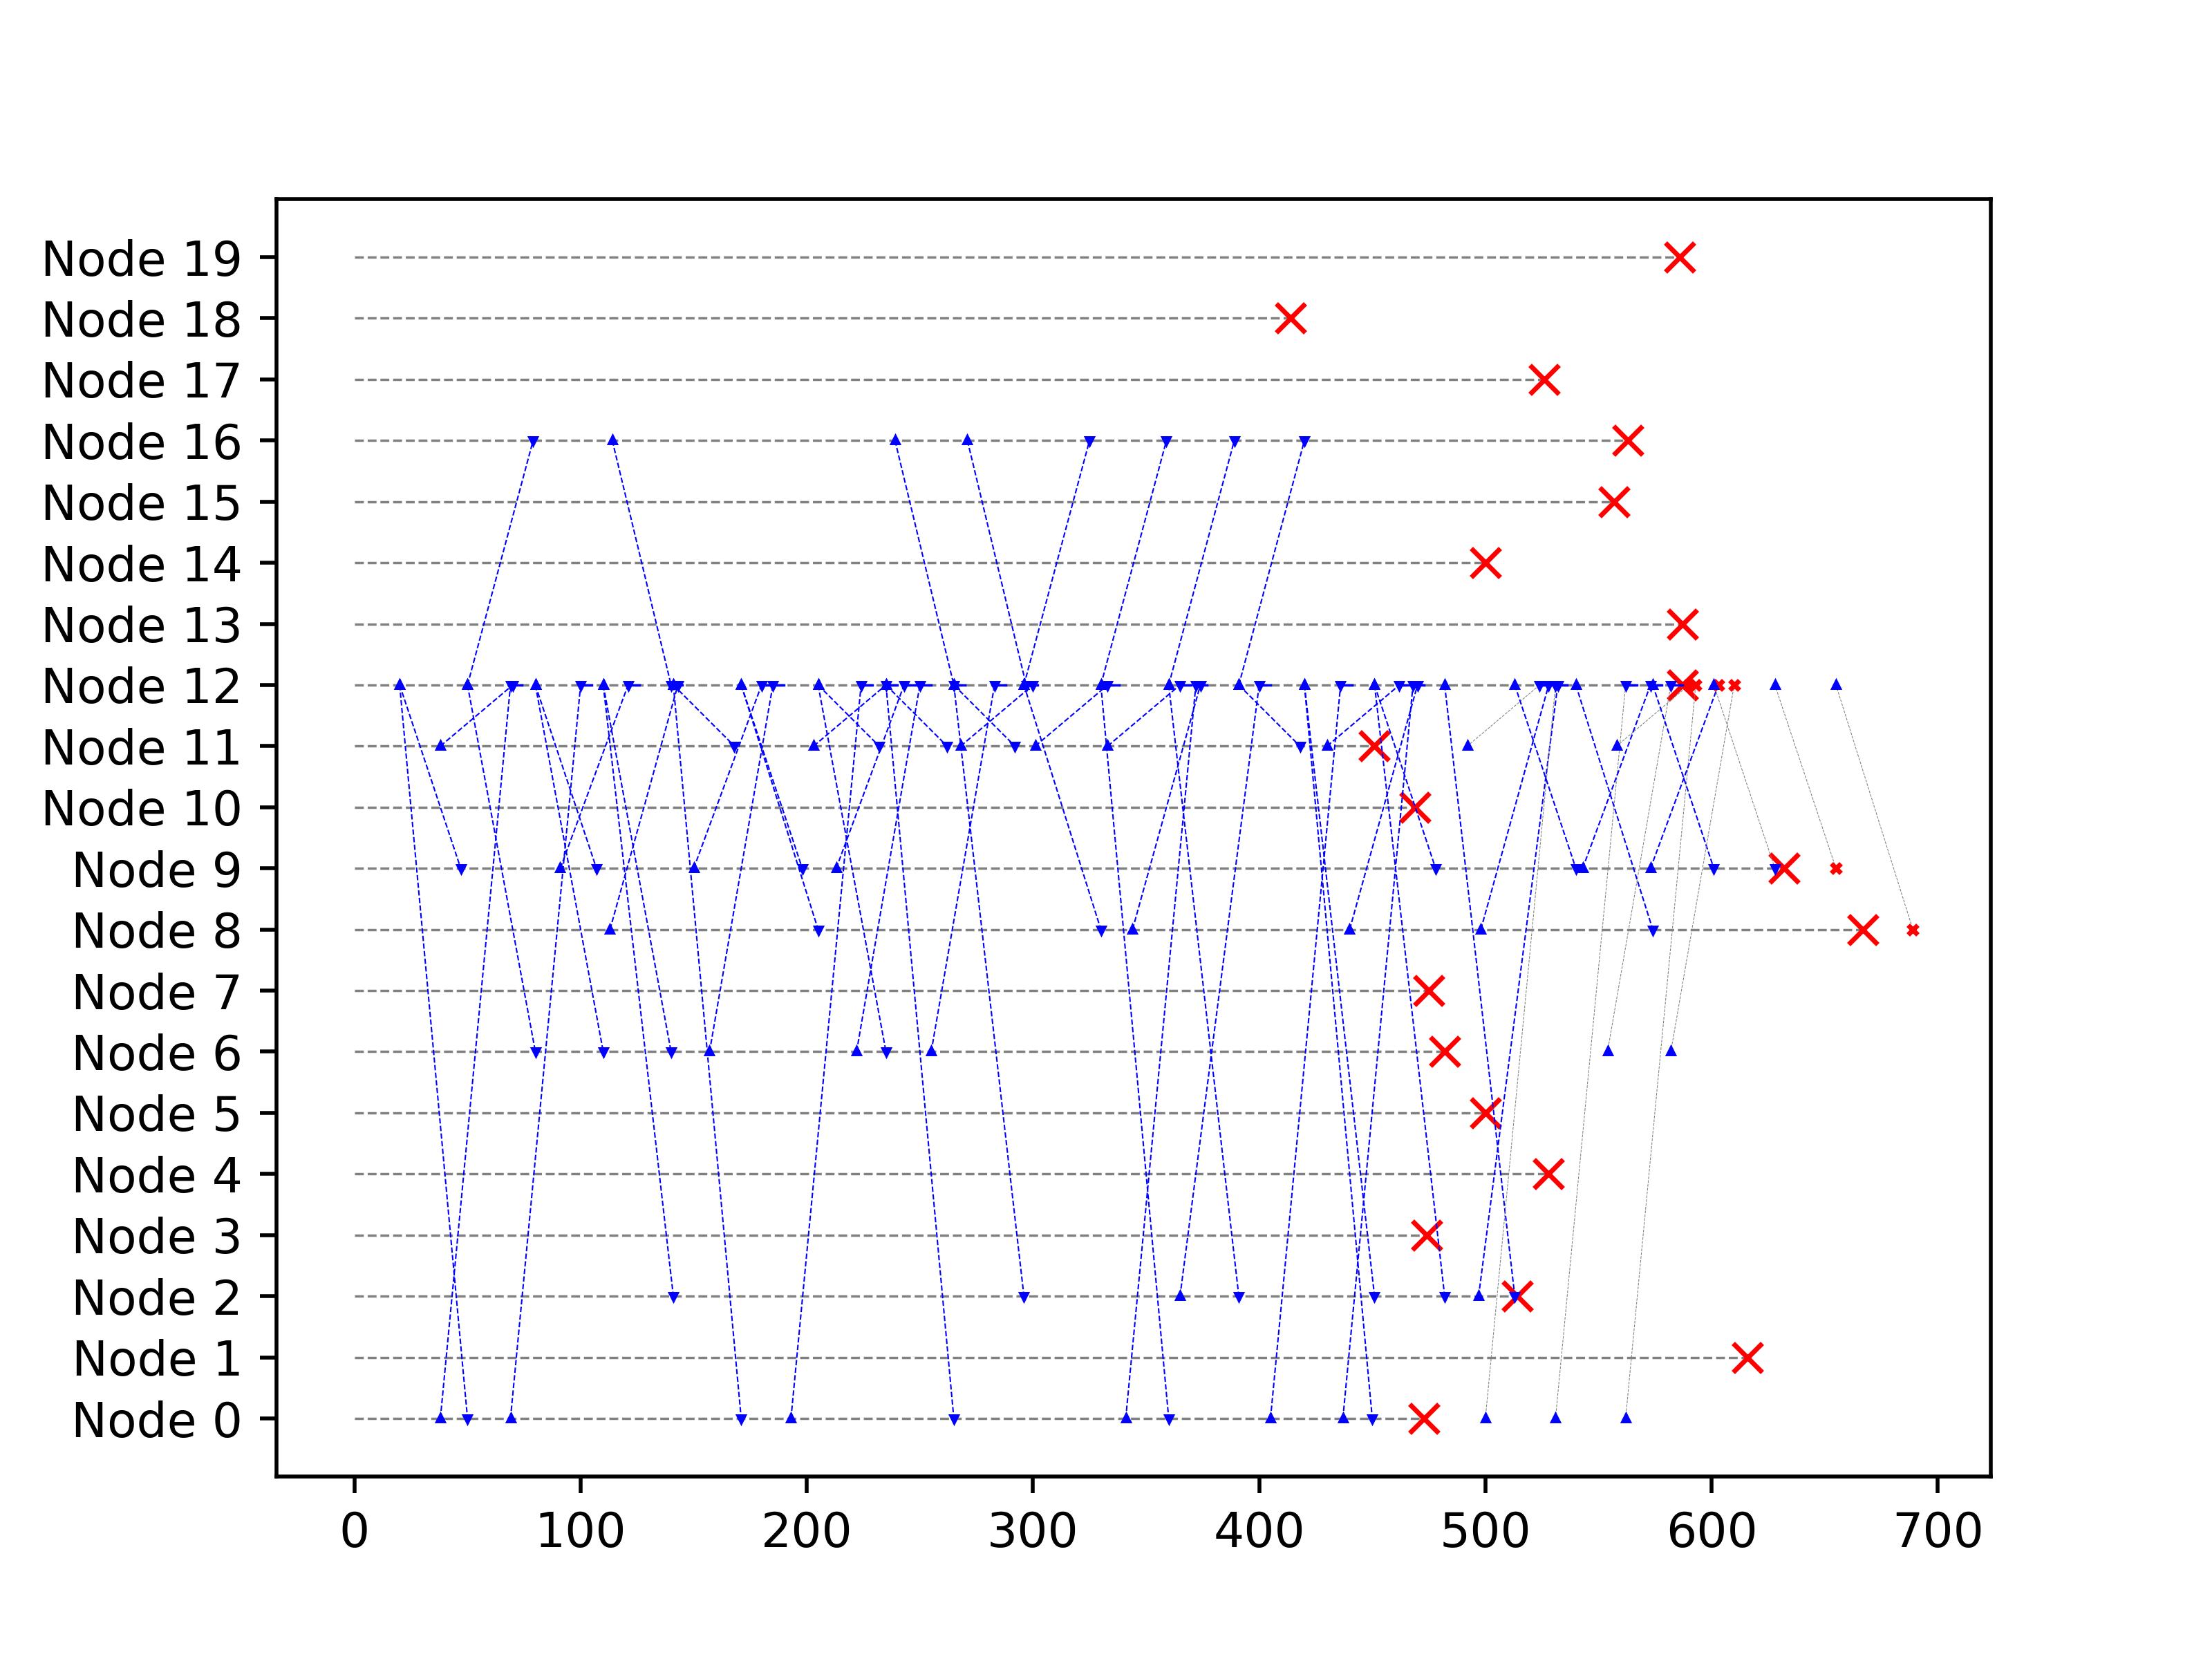 Node 19
Node 18
Node 17
Node 16
Node 15
Node 14
Node 13
Node 12
Node 11
Node 10
Node 9
Node 8
Node 7
Node 6
Node 5
Node 4
Node 3
Node 2
Node 1
Node 0
0 100 200 300 400 500 600 700